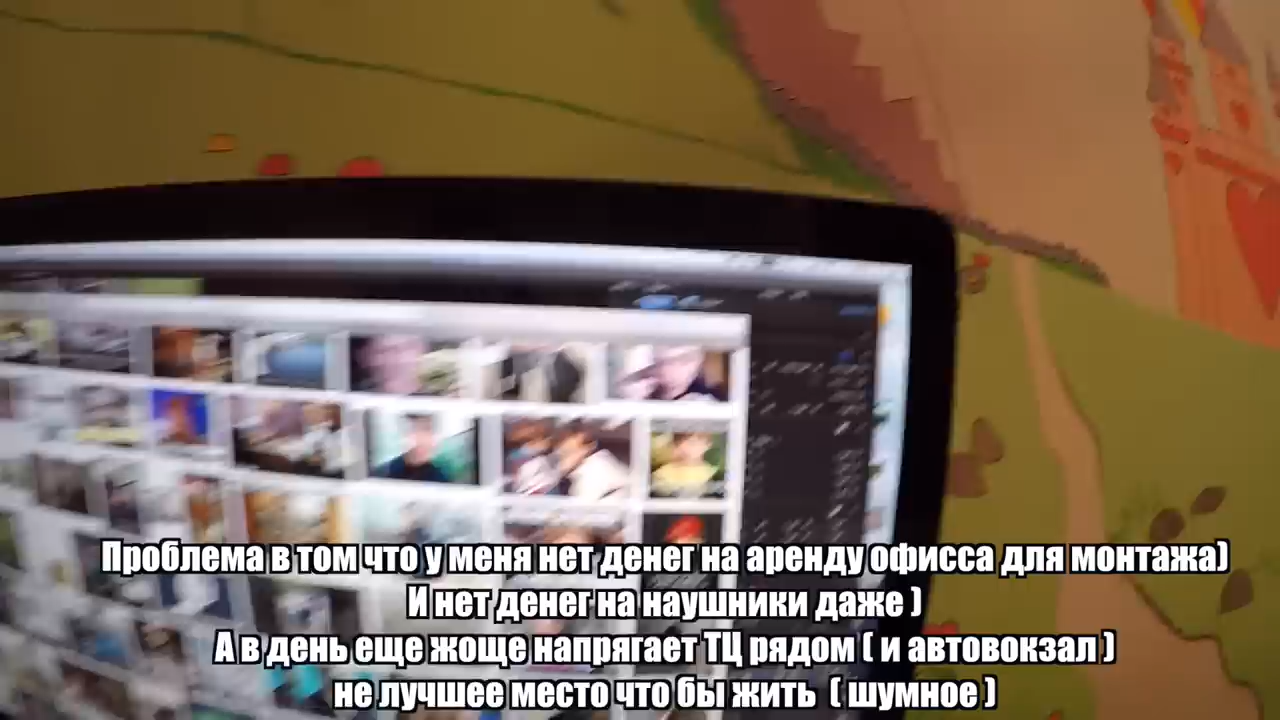 Проблема в том что у меня нет денег на аренду офисса для монтажа)
И нет денег на наушники даже )
А в день еще жоще напрягает ТЦ рядом ( и автовокзал )
не лучшее место что бы жить ( шумное )